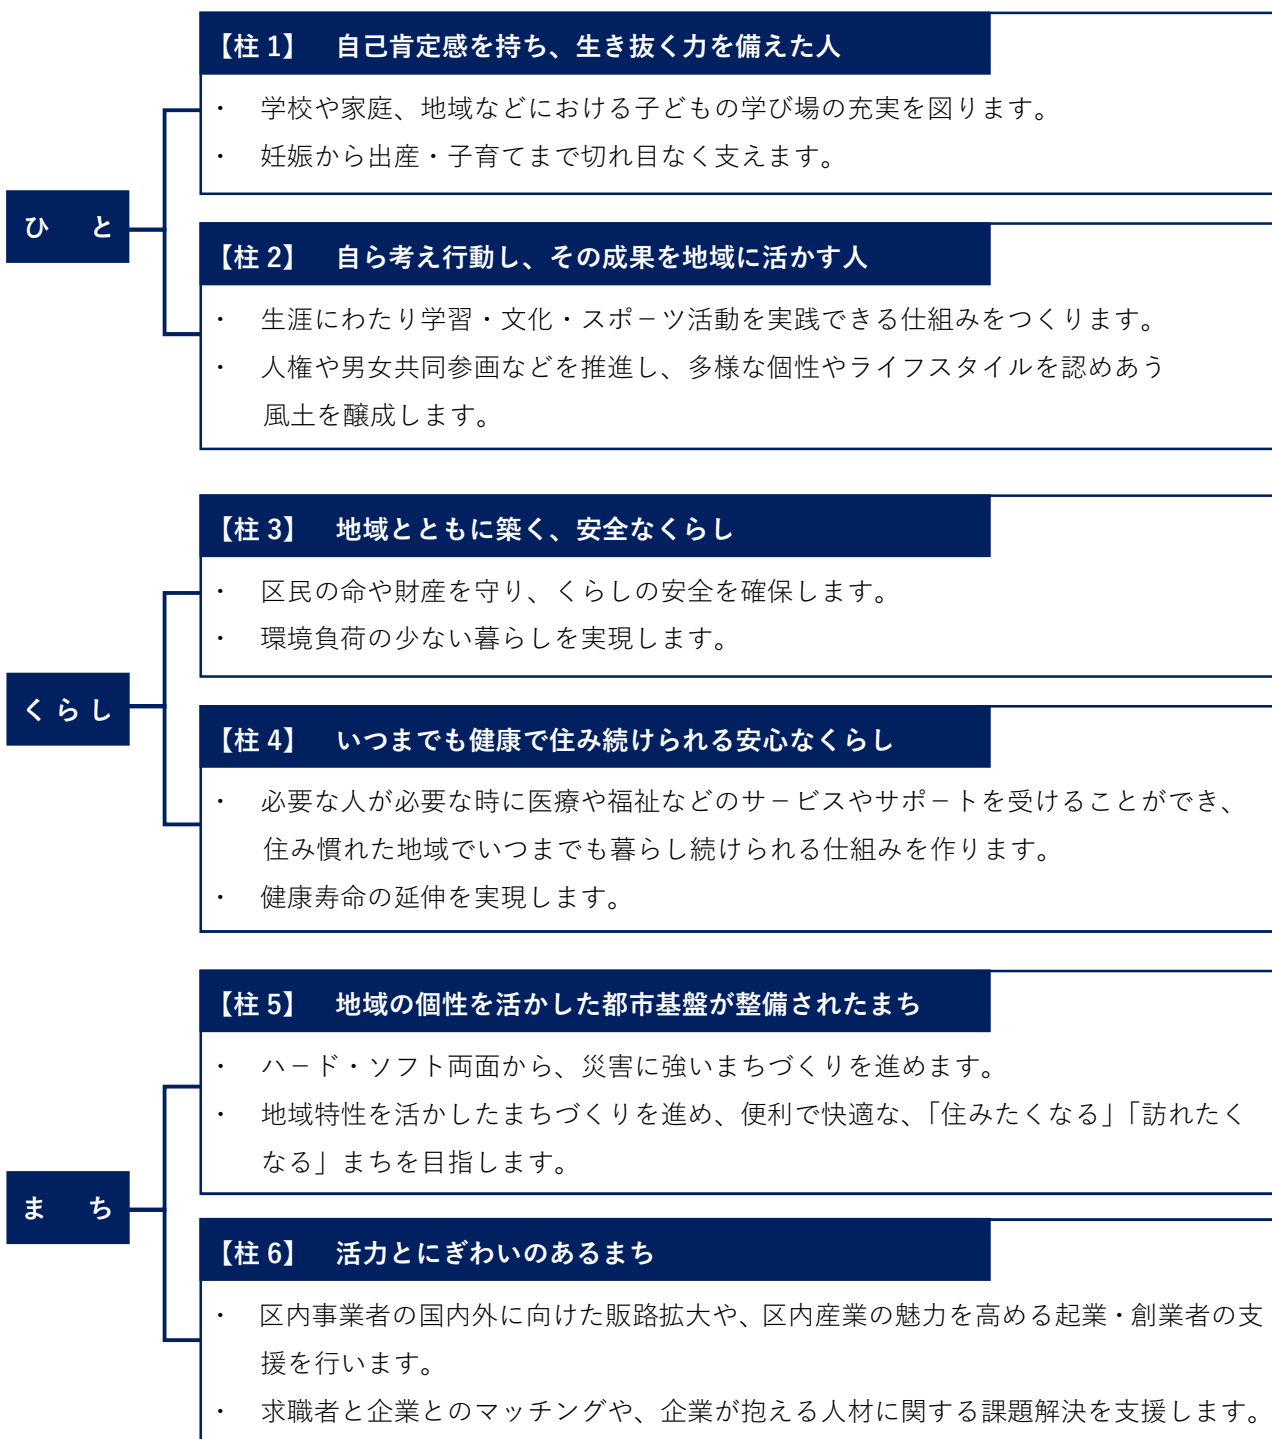 【柱 1】 自己肯定感を持ち、生き抜く力を備えた人
・ 学校や家庭、地域などにおける子どもの学び場の充実を図ります。
・ 妊娠から出産・子育てまで切れ目なく支えます。
ひ と
【柱 2】 自ら考え行動し、その成果を地域に活かす人
・ 生涯にわたり学習・文化・スポーツ活動を実践できる仕組みをつくります。
・ 人権や男女共同参画などを推進し、多様な個性やライフスタイルを認めあう
風土を醸成します。
【柱 3】 地域とともに築く、安全なくらし
・ 区民の命や財産を守り、くらしの安全を確保します。
・ 環境負荷の少ない暮らしを実現します。
くらし
【柱 4】 いつまでも健康で住み続けられる安心なくらし
・ 必要な人が必要な時に医療や福祉などのサービスやサポートを受けることができ、
住み慣れた地域でいつまでも暮らし続けられる仕組みを作ります。
・ 健康寿命の延伸を実現します。
【柱 5】 地域の個性を活かした都市基盤が整備されたまち
・ ハード・ソフト両面から、災害に強いまちづくりを進めます。
・ 地域特性を活かしたまちづくりを進め、便利で快適な、「住みたくなる」「訪れたく
なる」まちを目指します。
ま ち
【柱 6】 活力とにぎわいのあるまち
・ 区内事業者の国内外に向けた販路拡大や、区内産業の魅力を高める起業・創業者の支
援を行います。
・ 求職者と企業とのマッチングや、企業が抱える人材に関する課題解決を支援します。